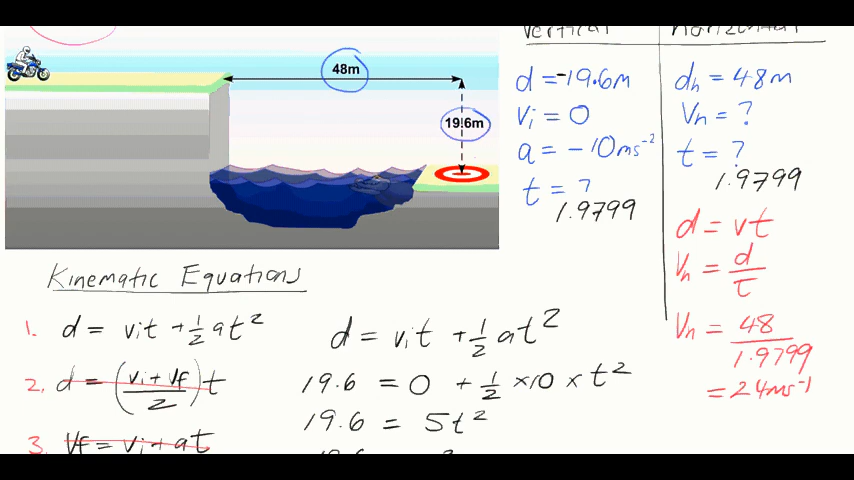 48m
19.6m
Vertical
d = -19.6m
Vi = 0
a = -10ms⁻²
t = ?
1.9799
Horizontal
dh = 48m
Vh = ?
t = ?
1.9799
d = vt
Vh = d/t
Vh = 48/1.9799
= 24ms⁻¹
Kinematic Equations
1. d = vit + ½at²
2. d = (vi + vf / 2)t
3. Vf = vi + at
d = vit + ½at²
19.6 = 0 + ½ × 10 × t²
19.6 = 5t²